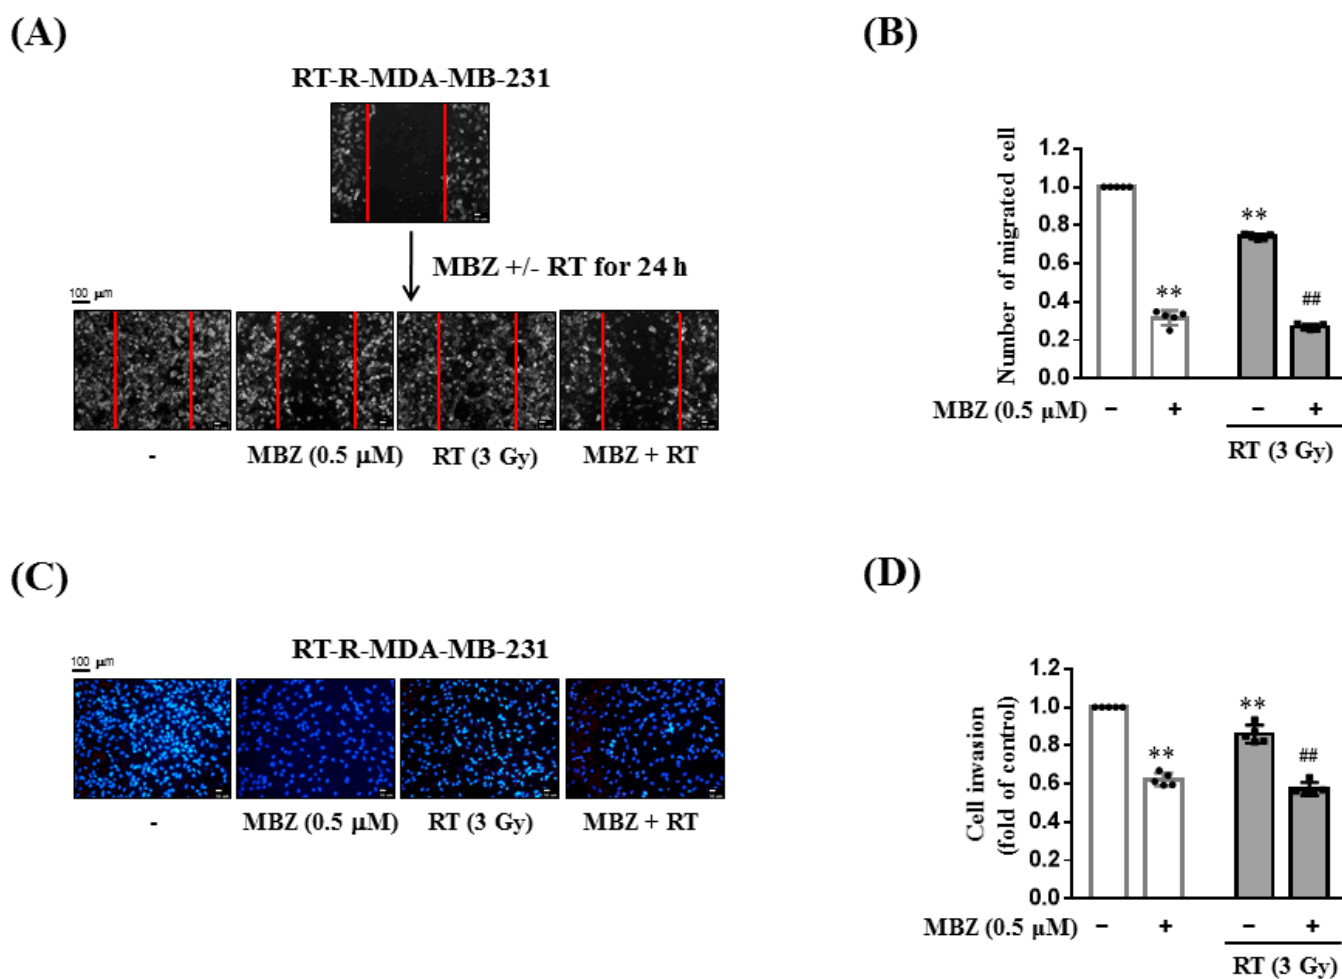 (A)
RT-R-MDA-MB-231
MBZ +/- RT for 24 h
100 μm
-
MBZ (0.5 μM)
RT (3 Gy)
MBZ + RT
(B)
Number of migrated cell
1.2
1.0
0.8
0.6
0.4
0.2
0.0
**
**
##
MBZ (0.5 μM)
− + − +
RT (3 Gy)
(C)
RT-R-MDA-MB-231
100 μm
-
MBZ (0.5 μM)
RT (3 Gy)
MBZ + RT
(D)
Cell invasion
(fold of control)
1.2
1.0
0.8
0.6
0.4
0.2
0.0
**
**
##
MBZ (0.5 μM)
− + − +
RT (3 Gy)